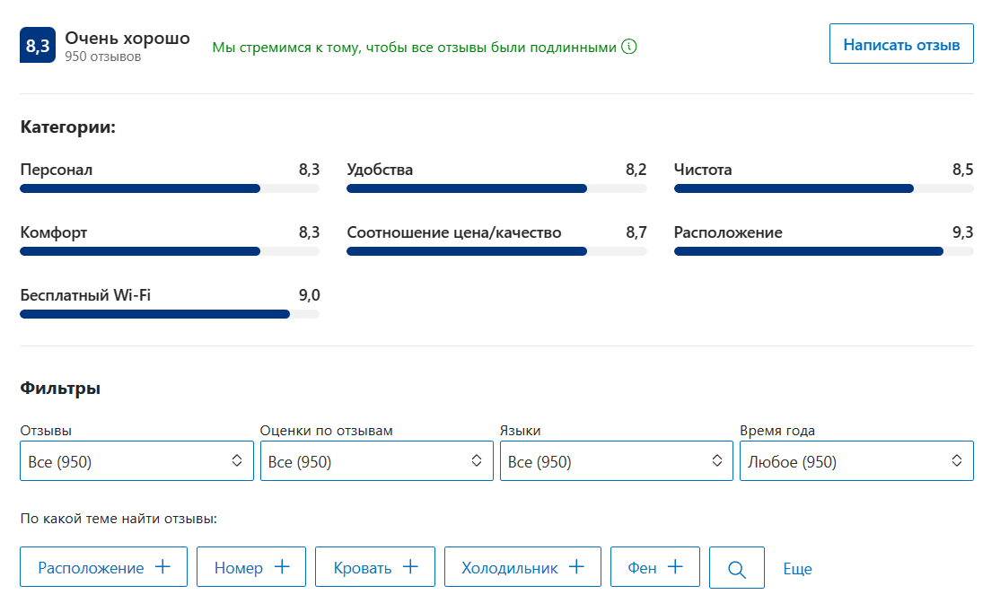 8,3
Очень хорошо
950 отзывов
Мы стремимся к тому, чтобы все отзывы были подлинными
Написать отзыв
Категории:
Персонал 8,3
Удобства 8,2
Чистота 8,5
Комфорт 8,3
Соотношение цена/качество 8,7
Расположение 9,3
Бесплатный Wi-Fi 9,0
Фильтры
Отзывы
Оценки по отзывам
Языки
Время года
Все (950)
Все (950)
Все (950)
Любое (950)
По какой теме найти отзывы:
Расположение
Номер
Кровать
Холодильник
Фен
Еще